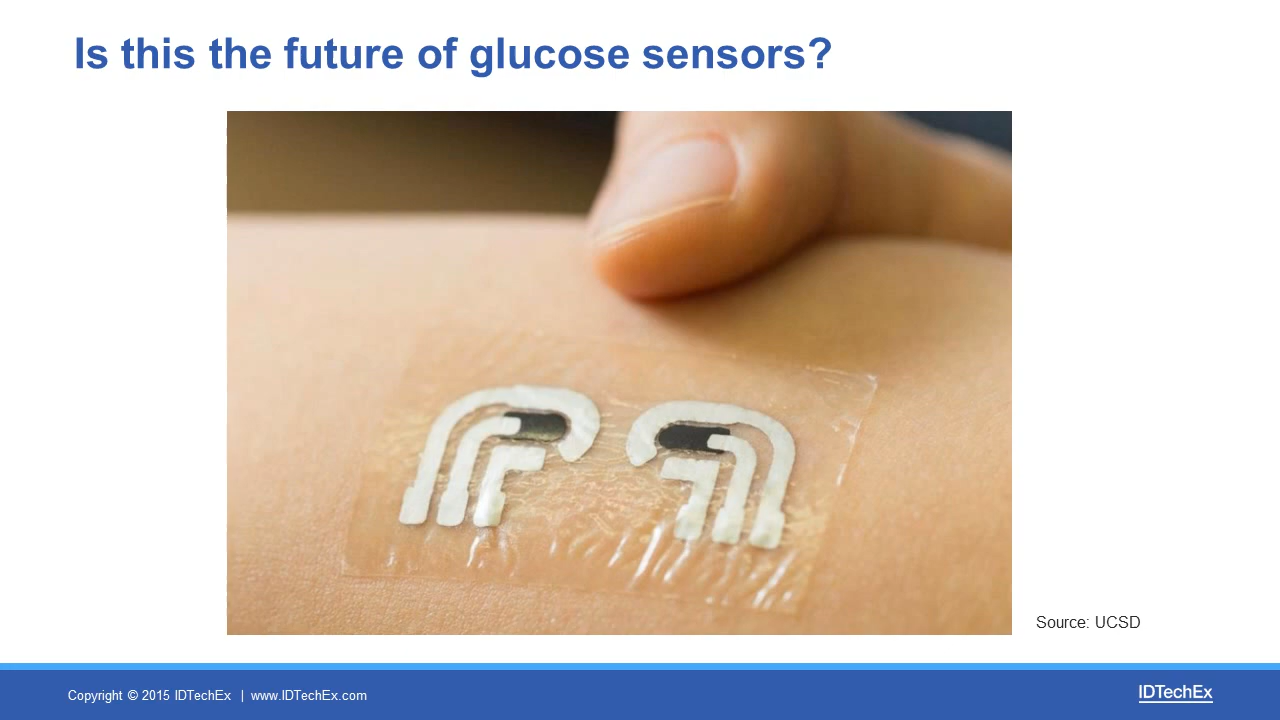 Is this the future of glucose sensors?
Source: UCSD
Copyright © 2015 IDTechEx | www.IDTechEx.com
IDTechEx